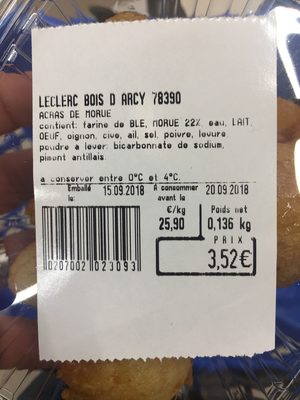 LECLERC BOIS D ARCY 78390
ACRAS DE MORUE
contient: farine de BLE, MORUE 22% eau, LAIT,
OEUF, oignon, cive, ail, sel, poivre, levure,
poudre a lever: bicarbonate de sodium,
piment antillais
a conserver entre 0°C et 4°C.
Emballé le: 15.09.2018 A consommer avant le 20.09.2018
€/kg Poids net
25,90 0,136 kg
PRIX
3,52€
0207002 023093